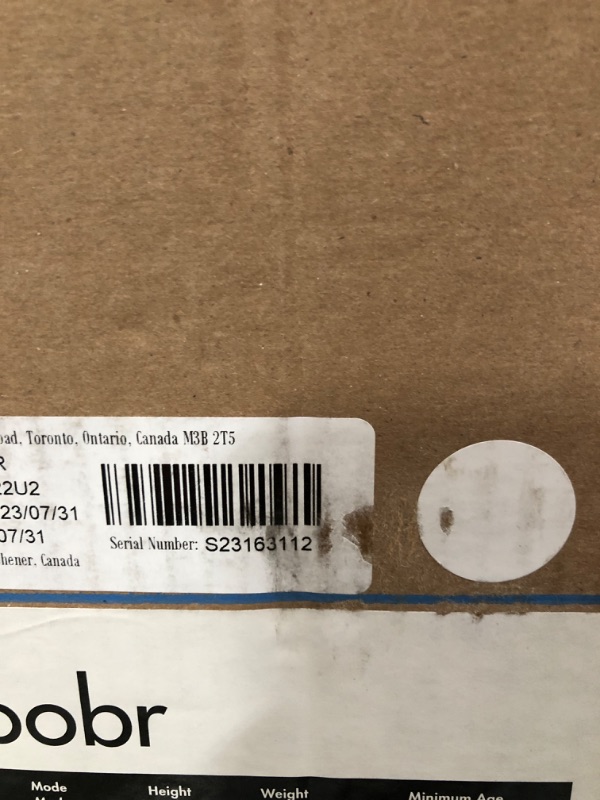 oad, Toronto, Ontario, Canada M3B 2T5
R
22U2
23/07/31
07/31
hener, Canada
Serial Number: S23163112
oobr
Mode Height Weight Minimum Age